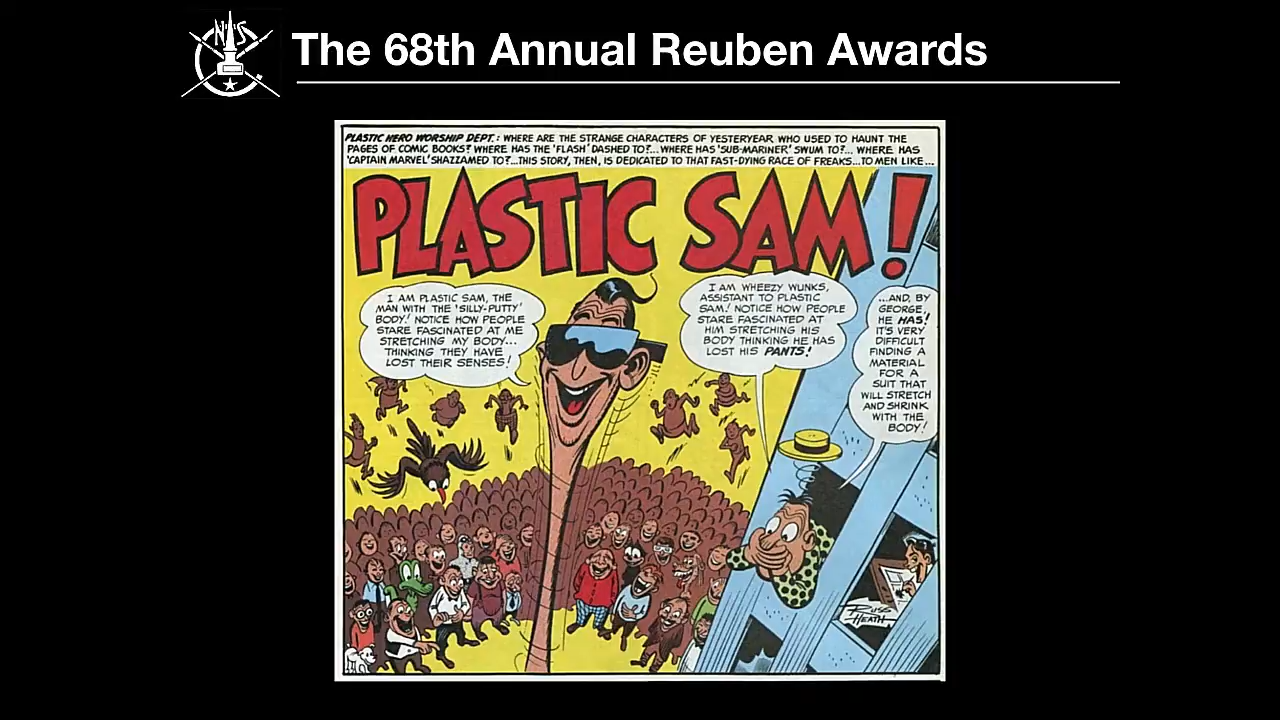 NCS
The 68th Annual Reuben Awards
PLASTIC HERO WORSHIP DEPT.: WHERE ARE THE STRANGE CHARACTERS OF YESTERYEAR WHO USED TO HAUNT THE
PAGES OF COMIC BOOKS? WHERE HAS THE 'FLASH' DASHED TO?... WHERE HAS 'SUB-MARINER' SWUM TO?... WHERE HAS
'CAPTAIN MARVEL' SHAZZAMED TO?...THIS STORY, THEN, IS DEDICATED TO THAT FAST-DYING RACE OF FREAKS...TO MEN LIKE...
PLASTIC SAM!
I AM PLASTIC SAM, THE
MAN WITH THE 'SILLY-PUTTY'
BODY! NOTICE HOW PEOPLE
STARE FASCINATED AT ME
STRETCHING MY BODY...
THINKING THEY HAVE
LOST THEIR SENSES!
I AM WHEEZY WUNKS,
ASSISTANT TO PLASTIC
SAM! NOTICE HOW PEOPLE
STARE FASCINATED AT
HIM STRETCHING HIS
BODY THINKING HE HAS
LOST HIS PANTS!
...AND, BY
GEORGE,
HE HAS!
IT'S VERY
DIFFICULT
FINDING A
MATERIAL
FOR A
SUIT THAT
WILL STRETCH
AND SHRINK
WITH THE
BODY!
RUSS
HEATH